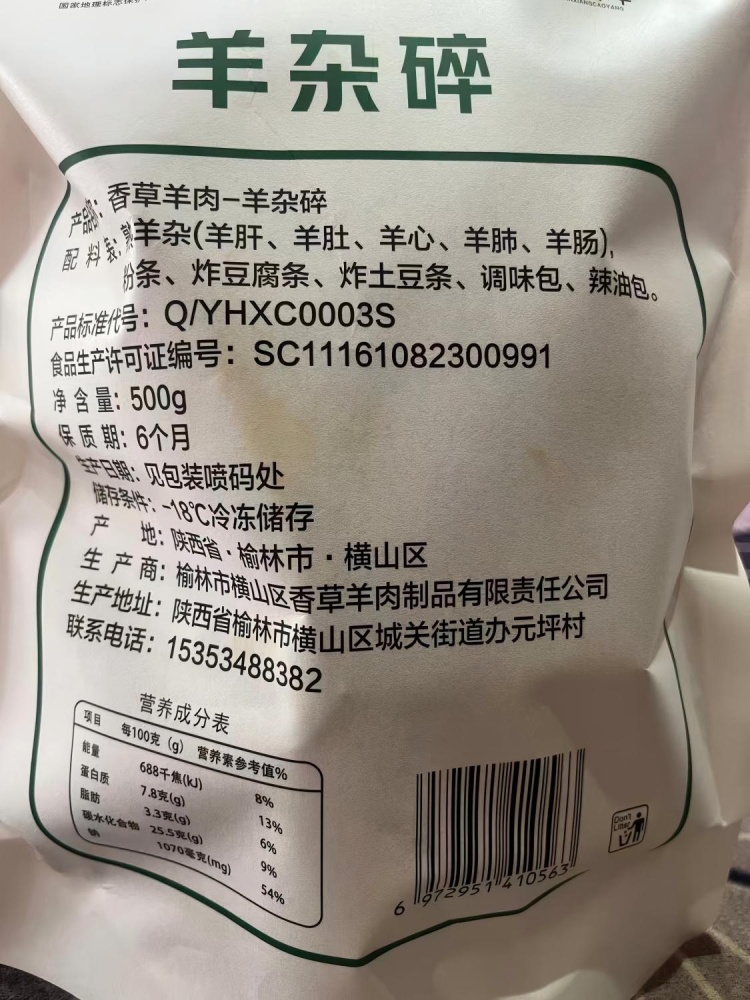 国家地理标志保护
XIANGCAOYANG
羊杂碎
产品名：香草羊肉-羊杂碎
配料表：熟羊杂(羊肝、羊肚、羊心、羊肺、羊肠)，
粉条、炸豆腐条、炸土豆条、调味包、辣油包。
产品标准代号：Q/YHXC0003S
食品生产许可证编号：SC11161082300991
净含量：500g
保质期：6个月
生产日期：见包装喷码处
储存条件：-18℃冷冻储存
产地：陕西省·榆林市·横山区
生产商：榆林市横山区香草羊肉制品有限责任公司
生产地址：陕西省榆林市横山区城关街道办元坪村
联系电话：15353488382
营养成分表
项目 每100克(g) 营养素参考值%
能量 688千焦(kJ) 8%
蛋白质 7.8克(g) 13%
脂肪 3.3克(g) 6%
碳水化合物 25.5克(g) 9%
钠 1070毫克(mg) 54%
6 972951 410563
Don't
Litter